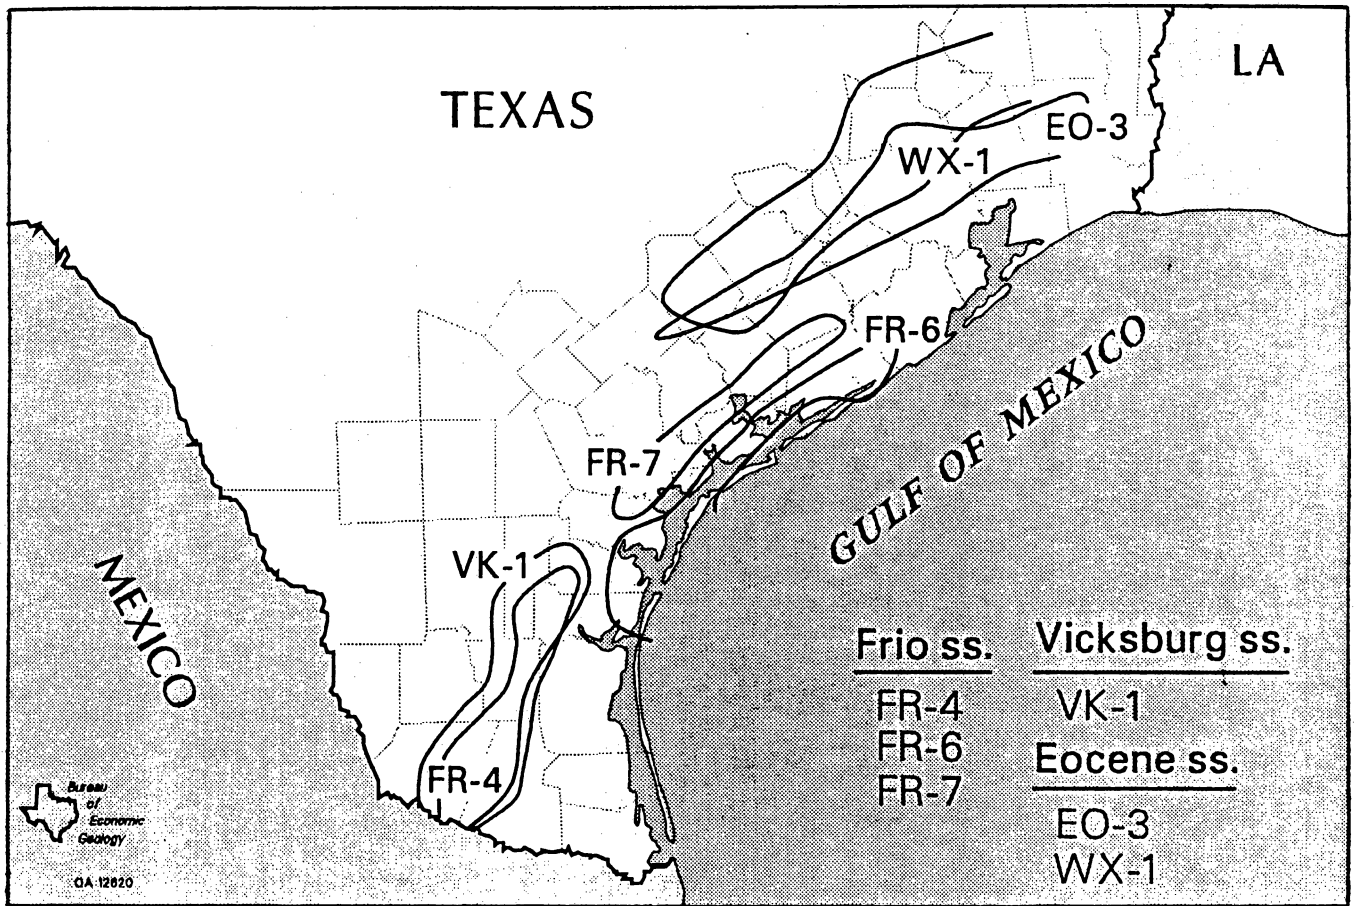 TEXAS
LA
EO-3
WX-1
FR-6
FR-7
GULF OF MEXICO
VK-1
MEXICO
FR-4
Frio ss.
FR-4
FR-6
FR-7
Vicksburg ss.
VK-1
Eocene ss.
EO-3
WX-1
Bureau
of
Economic
Geology
QA 12620